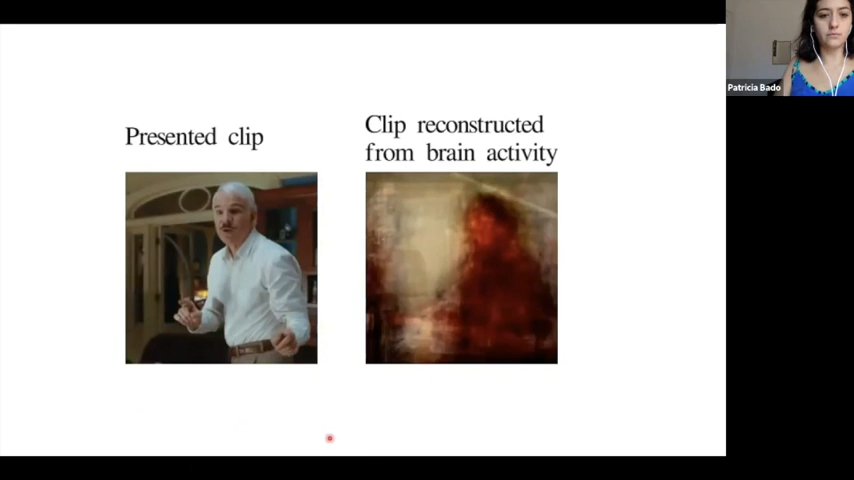 Presented clip
Clip reconstructed
from brain activity
Patricia Bado